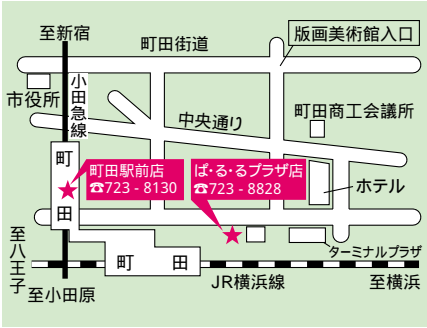 至新宿
町田街道
版画美術館入口
市役所
小田急線
中央通り
町田商工会議所
町田
町田駅前店
☎723-8130
ぱ・る・るプラザ店
☎723-8828
ホテル
至八王子
町田
ターミナルプラザ
至小田原
JR横浜線
至横浜